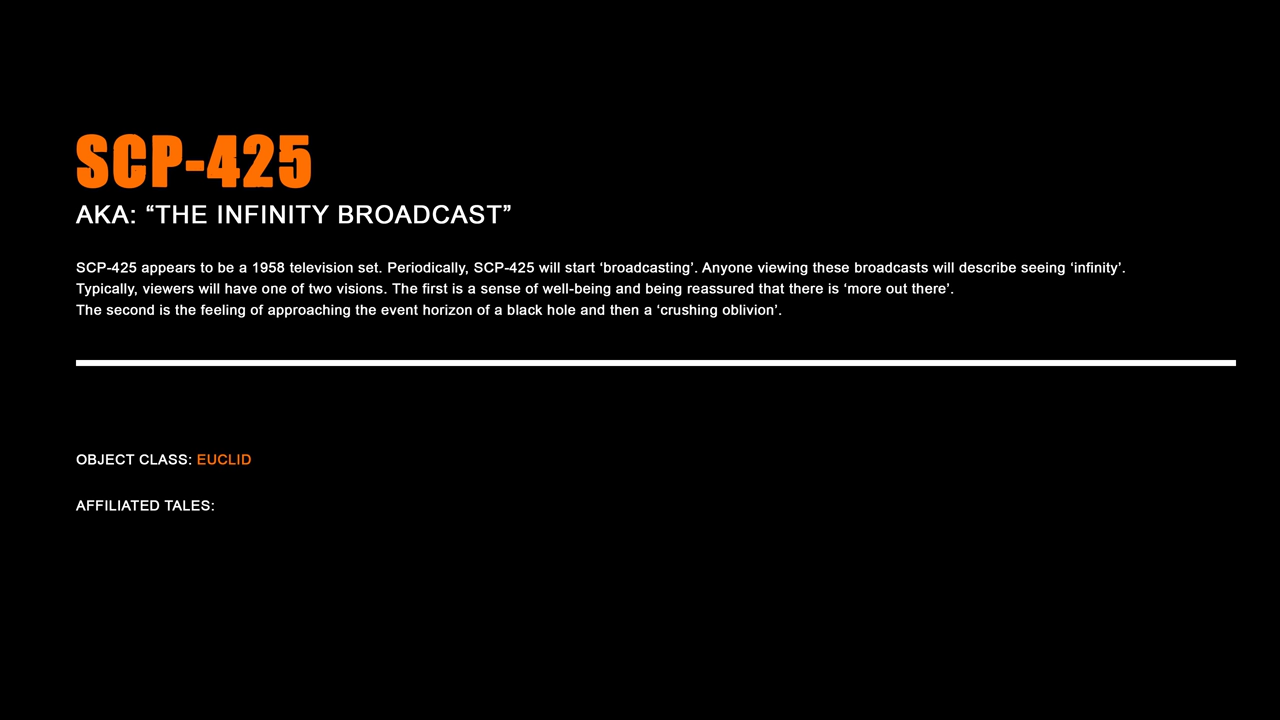 SCP-425
AKA: “THE INFINITY BROADCAST”
SCP-425 appears to be a 1958 television set. Periodically, SCP-425 will start ‘broadcasting’. Anyone viewing these broadcasts will describe seeing ‘infinity’.
Typically, viewers will have one of two visions. The first is a sense of well-being and being reassured that there is ‘more out there’.
The second is the feeling of approaching the event horizon of a black hole and then a ‘crushing oblivion’.
OBJECT CLASS: EUCLID
AFFILIATED TALES: